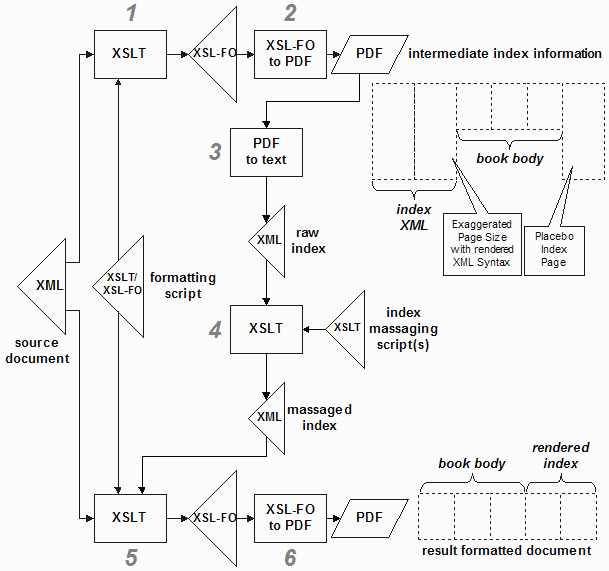 1
2
XSLT
XSL-FO
XSL-FO
to PDF
PDF
intermediate index information
3
PDF
to text
book body
index
XML
Exaggerated
Page Size
with rendered
XML Syntax
Placebo
Index
Page
XML
raw
index
XML
source
document
XSLT/
XSL-FO
formatting
script
4
XSLT
XSLT
index
massaging
script(s)
XML
massaged
index
5
XSLT
XSL-FO
6
XSL-FO
to PDF
PDF
book body
rendered
index
result formatted document